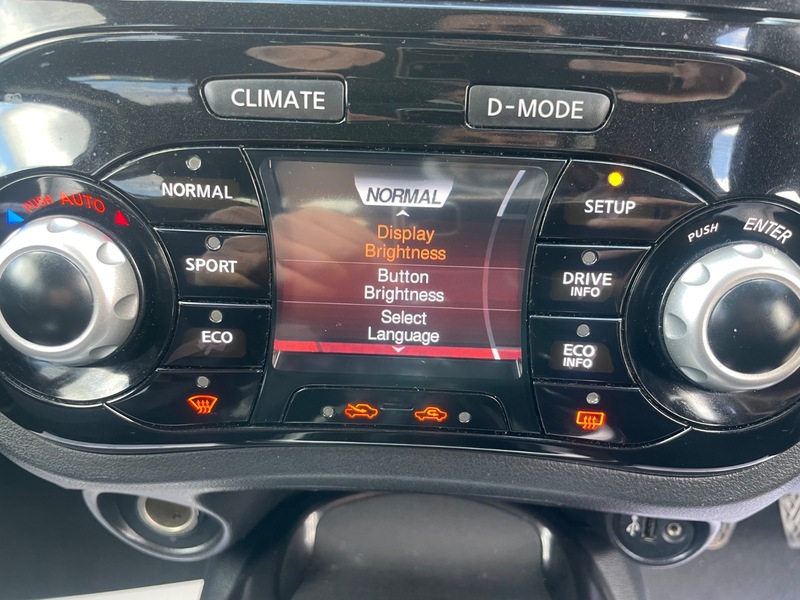 CLIMATE
D-MODE
PUSH AUTO
NORMAL
SPORT
ECO
NORMAL
Display
Brightness
Button
Brightness
Select
Language
SETUP
DRIVE
INFO
ECO
INFO
PUSH ENTER